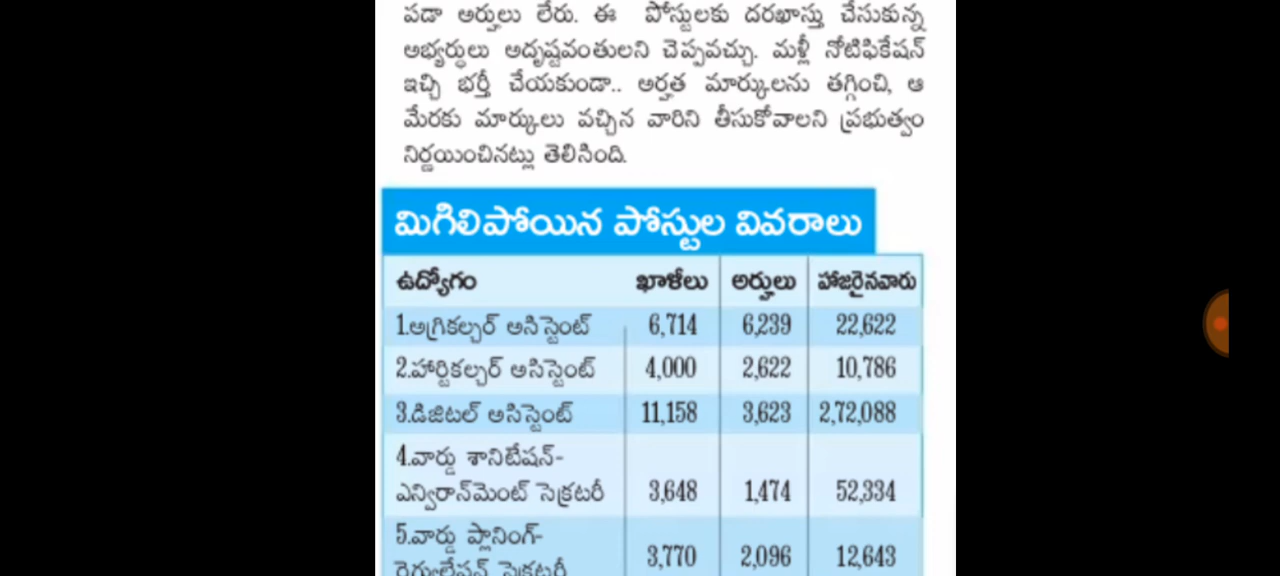 పడా అర్హులు లేరు. ఈ పోస్టులకు దరఖాస్తు చేసుకున్న
అభ్యర్థులు అదృష్టవంతులని చెప్పవచ్చు. మళ్లీ నోటిఫికేషన్
ఇచ్చి భర్తీ చేయకుండా.. అర్హత మార్కులను తగ్గించి, ఆ
మేరకు మార్కులు వచ్చిన వారిని తీసుకోవాలని ప్రభుత్వం
నిర్ణయించినట్లు తెలిసింది.
మిగిలిపోయిన పోస్టుల వివరాలు
ఉద్యోగం ఖాళీలు అర్హులు హాజరైనవారు
1.అగ్రికల్చర్ అసిస్టెంట్ 6,714 6,239 22,622
2.హార్టికల్చర్ అసిస్టెంట్ 4,000 2,622 10,786
3.డిజిటల్ అసిస్టెంట్ 11,158 3,623 2,72,088
4.వార్డు శానిటేషన్-
ఎన్విరాన్‌మెంట్ సెక్రటరీ 3,648 1,474 52,334
5.వార్డు ప్లానింగ్-
రెగ్యులేషన్ సెక్రటరీ 3,770 2,096 12,643